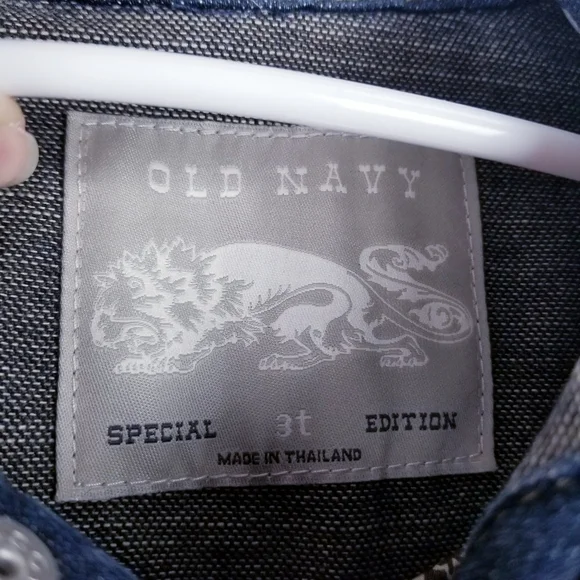 OLD NAVY
SPECIAL 3t EDITION
MADE IN THAILAND